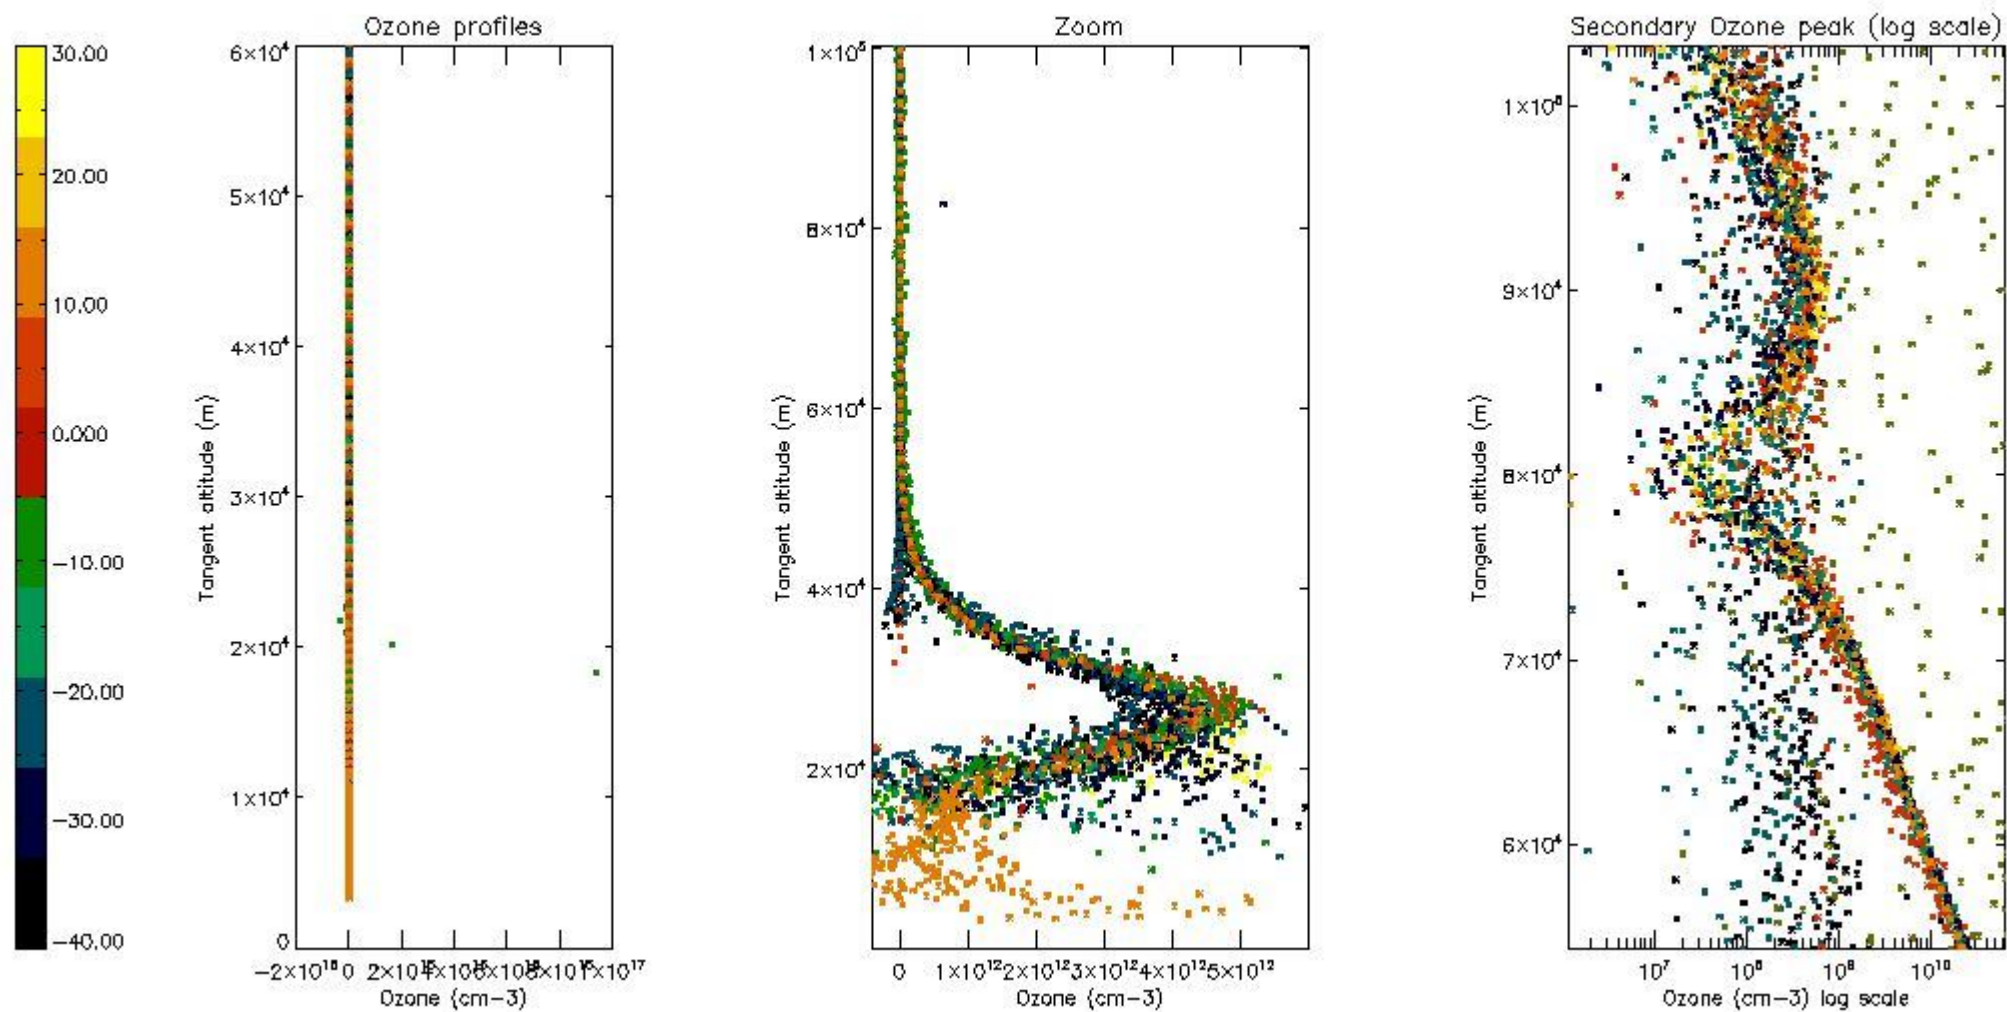 Ozone profiles
Zoom
Secondary Ozone peak (log scale)
30.00
20.00
10.00
0.000
−10.00
−20.00
−30.00
−40.00
6×10⁴
5×10⁴
4×10⁴
3×10⁴
2×10⁴
1×10⁴
0
Tangent altitude (m)
−2×10¹⁶ 0
Ozone (cm−3)
1×10⁵
8×10⁴
6×10⁴
4×10⁴
2×10⁴
Tangent altitude (m)
0 1×10¹² 2×10¹² 3×10¹² 4×10¹² 5×10¹²
Ozone (cm−3)
1×10⁵
9×10⁴
8×10⁴
7×10⁴
6×10⁴
Tangent altitude (m)
10⁷ 10⁸ 10⁹ 10¹⁰
Ozone (cm−3) log scale